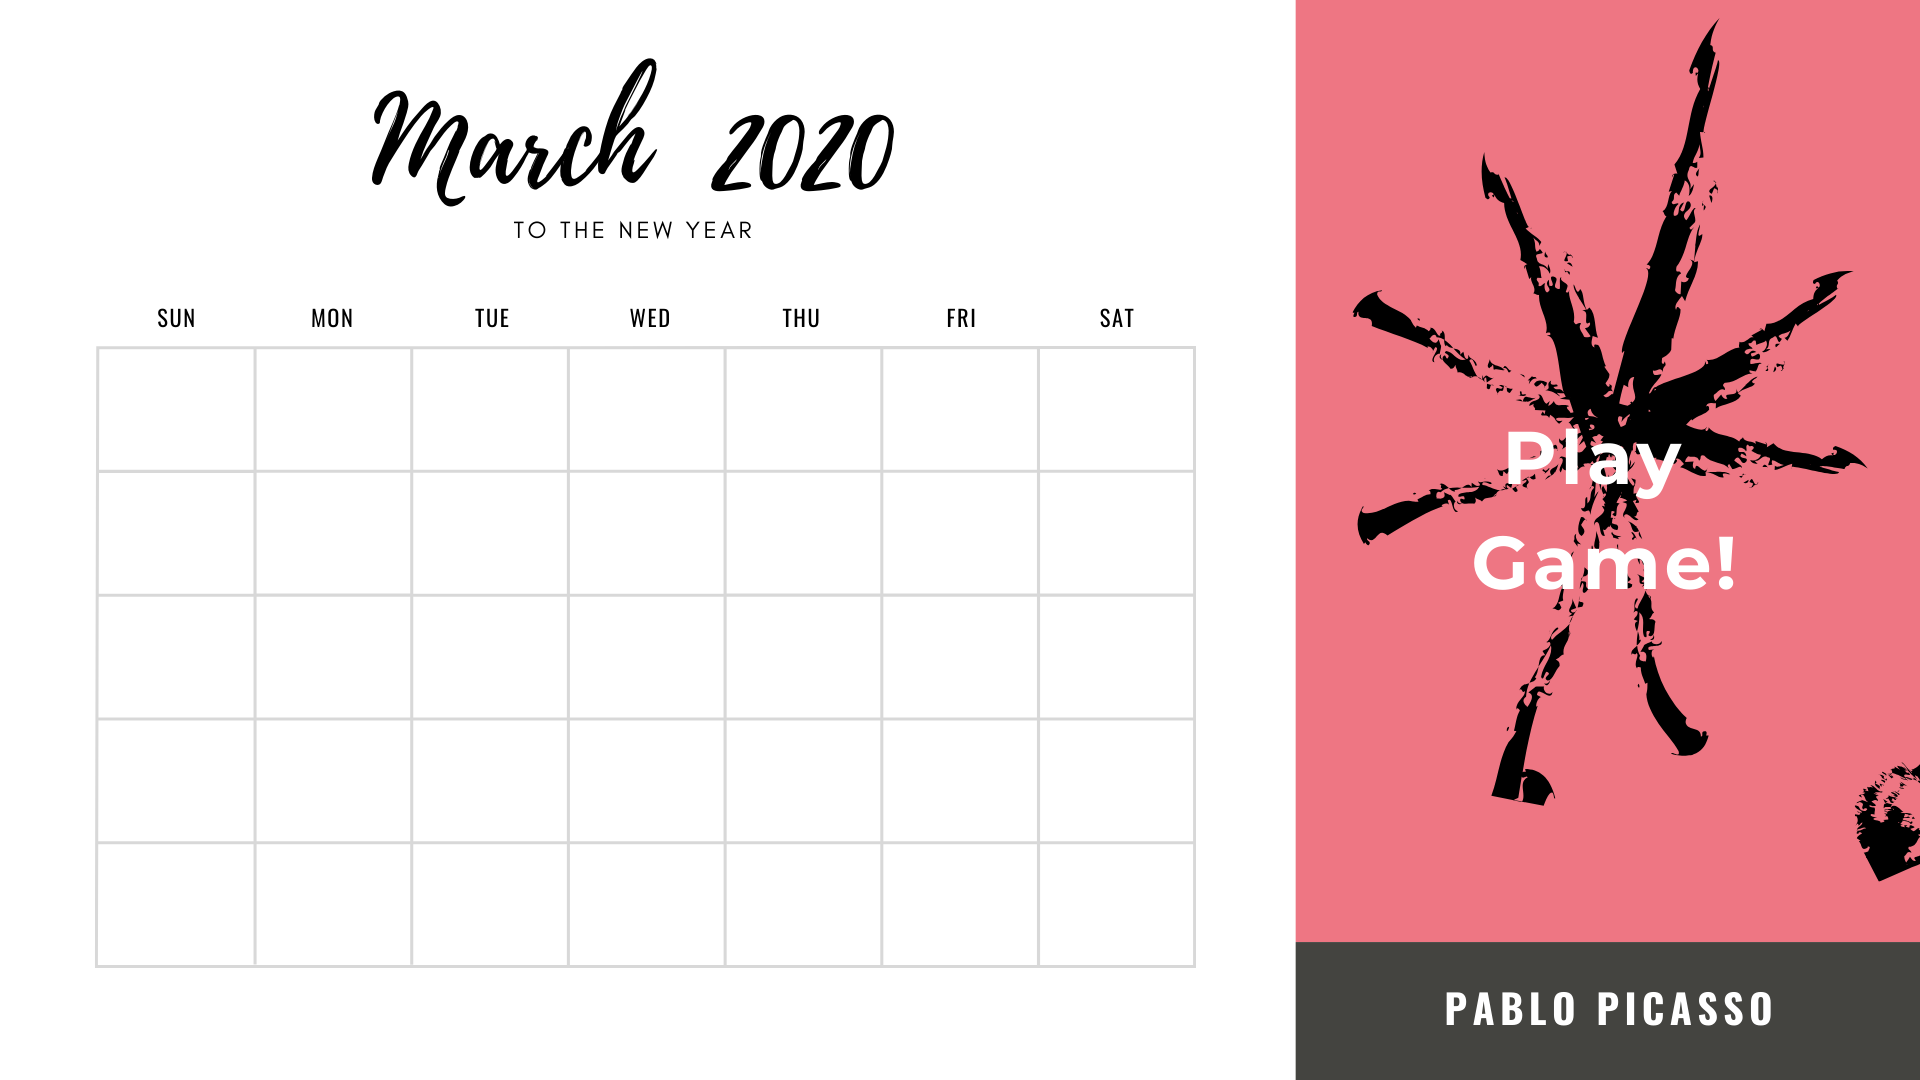 March 2020
TO THE NEW YEAR
SUN MON TUE WED THU FRI SAT
Play
Game!
PABLO PICASSO